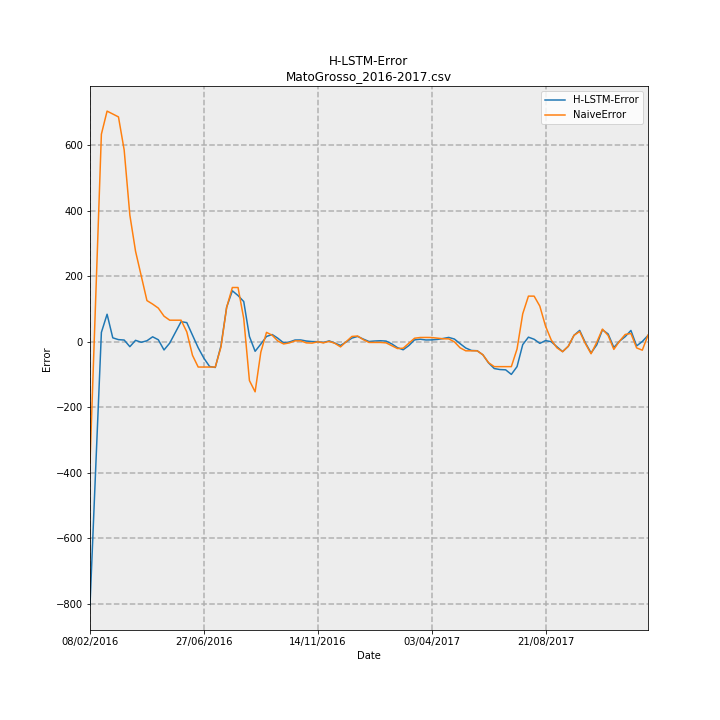 H-LSTM-Error
MatoGrosso_2016-2017.csv
H-LSTM-Error
NaiveError
Error
600
400
200
0
−200
−400
−600
−800
08/02/2016
27/06/2016
14/11/2016
03/04/2017
21/08/2017
Date